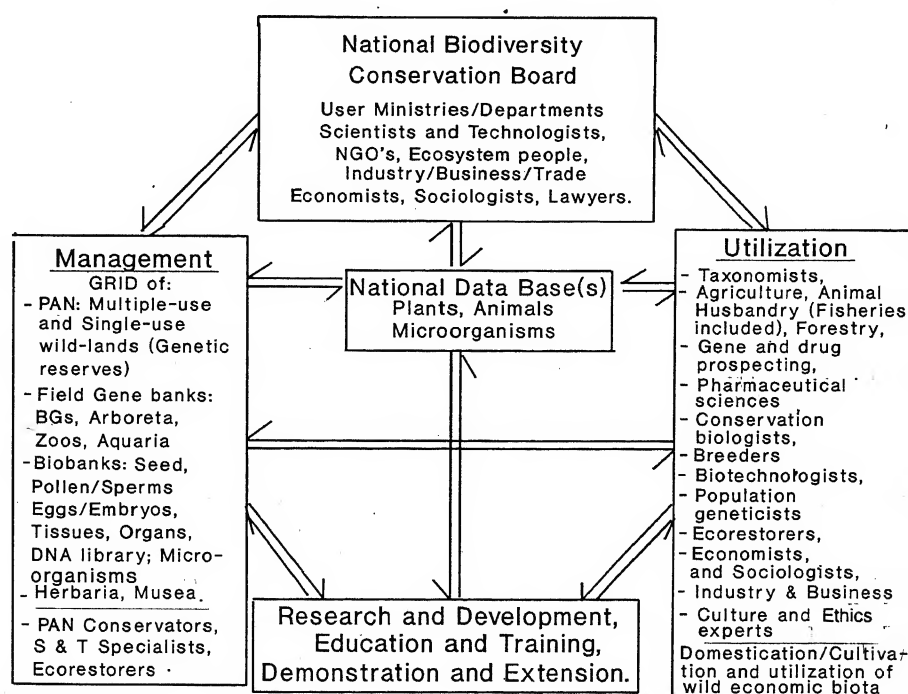 National Biodiversity
Conservation Board
User Ministries/Departments
Scientists and Technologists,
NGO's, Ecosystem people,
Industry/Business/Trade
Economists, Sociologists, Lawyers.
Management
GRID of:
- PAN: Multiple-use
and Single-use
wild-lands (Genetic
reserves)
- Field Gene banks:
BGs, Arboreta,
Zoos, Aquaria
- Biobanks: Seed,
Pollen/Sperms
Eggs/Embryos,
Tissues, Organs,
DNA library; Micro-
organisms
- Herbaria, Musea.
- PAN Conservators,
S & T Specialists,
Ecorestorers
National Data Base(s)
Plants, Animals
Microorganisms
Utilization
- Taxonomists,
- Agriculture, Animal
Husbandry (Fisheries
included), Forestry,
- Gene and drug
prospecting,
- Pharmaceutical
sciences
- Conservation
biologists,
- Breeders
- Biotechnologists,
- Population
geneticists
- Ecorestorers,
- Economists,
and Sociologists,
- Industry & Business
- Culture and Ethics
experts
Domestication/Cultiva-
tion and utilization of
wild economic biota
Research and Development,
Education and Training,
Demonstration and Extension.